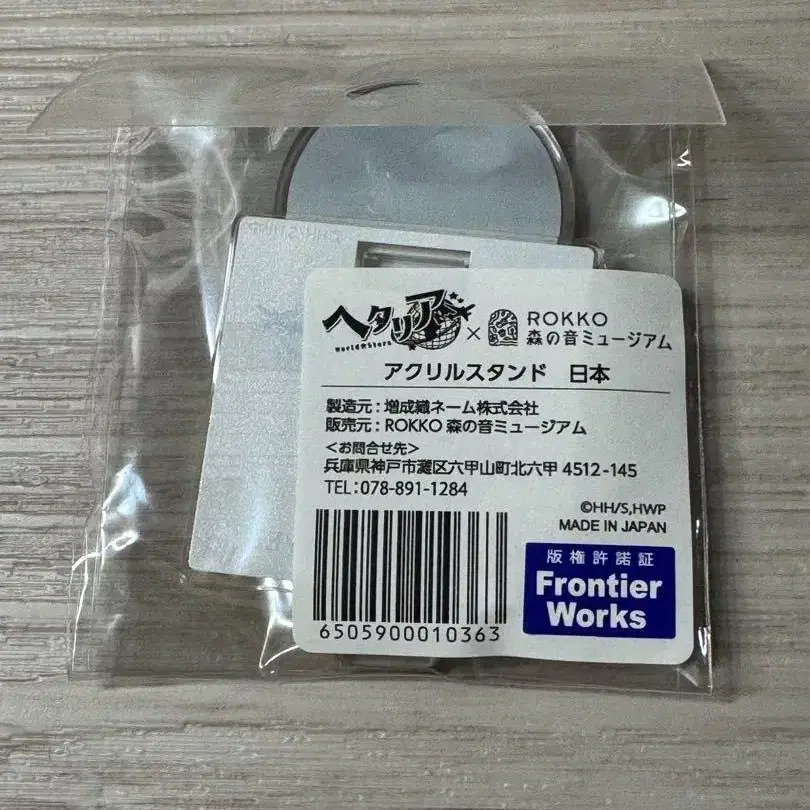 ©HH/S,HWP
ヘタリア
World★Stars
×
ROKKO
森の音ミュージアム
アクリルスタンド 日本
製造元:増成織ネーム株式会社
販売元:ROKKO 森の音ミュージアム
<お問合せ先>
兵庫県神戸市灘区六甲山町北六甲 4512-145
TEL:078-891-1284
©HH/S,HWP
MADE IN JAPAN
版権許諾証
Frontier
Works
6505900010363